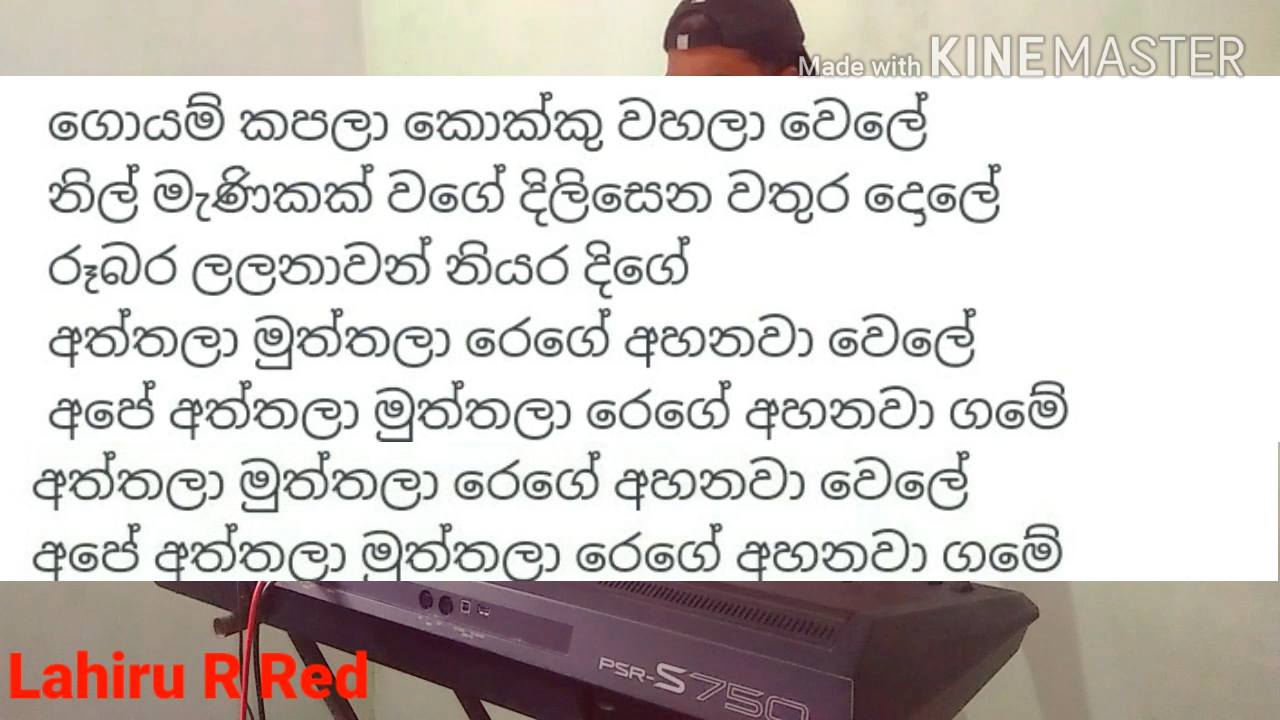 Made with KINEMASTER
ගොයම් කපලා කොක්කු වහලා වෙලේ
නිල් මැණිකක් වගේ දිලිසෙන වතුර දොලේ
රූබර ලලනාවන් නියර දිගේ
අත්තලා මුත්තලා රෙගේ අහනවා වෙලේ
අපේ අත්තලා මුත්තලා රෙගේ අහනවා ගමේ
අත්තලා මුත්තලා රෙගේ අහනවා වෙලේ
අපේ අත්තලා මුත්තලා රෙගේ අහනවා ගමේ
PSR-S750
Lahiru R Red